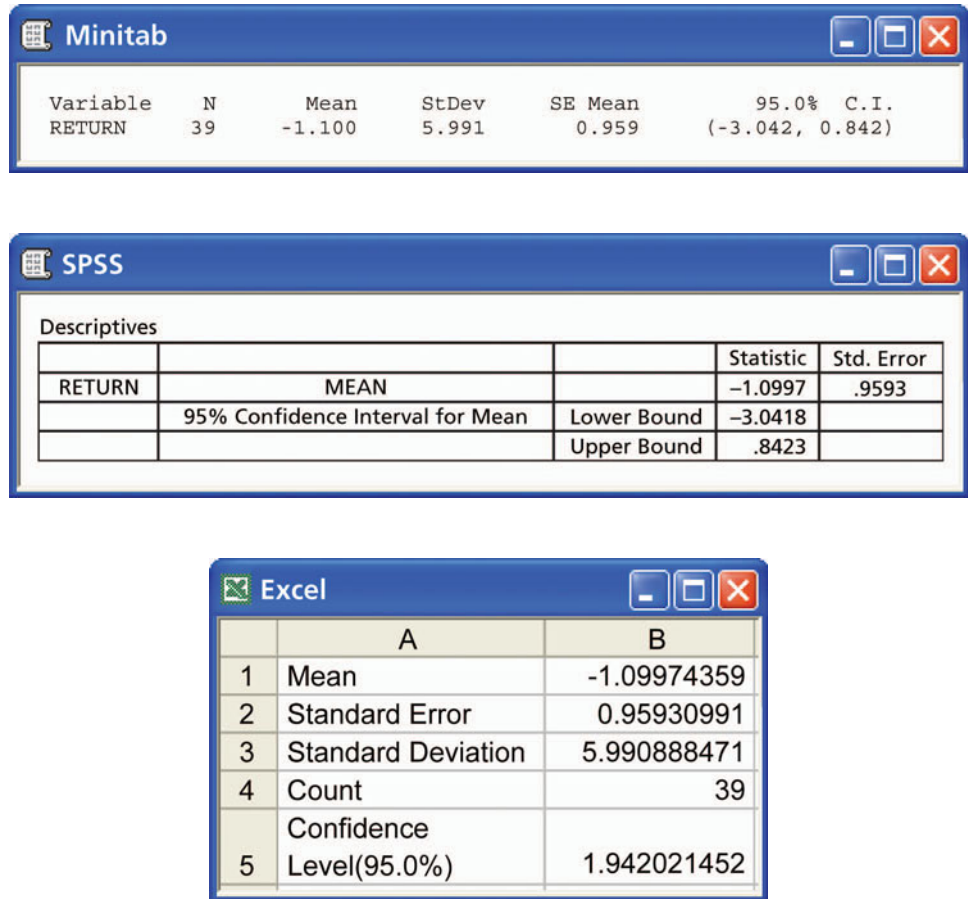 Minitab
Variable N Mean StDev SE Mean 95.0% C.I.
RETURN 39 -1.100 5.991 0.959 (-3.042, 0.842)
SPSS
Descriptives
Statistic Std. Error
RETURN MEAN –1.0997 .9593
95% Confidence Interval for Mean Lower Bound –3.0418
Upper Bound .8423
Excel
A B
1 Mean -1.09974359
2 Standard Error 0.95930991
3 Standard Deviation 5.990888471
4 Count 39
Confidence
5 Level(95.0%) 1.942021452